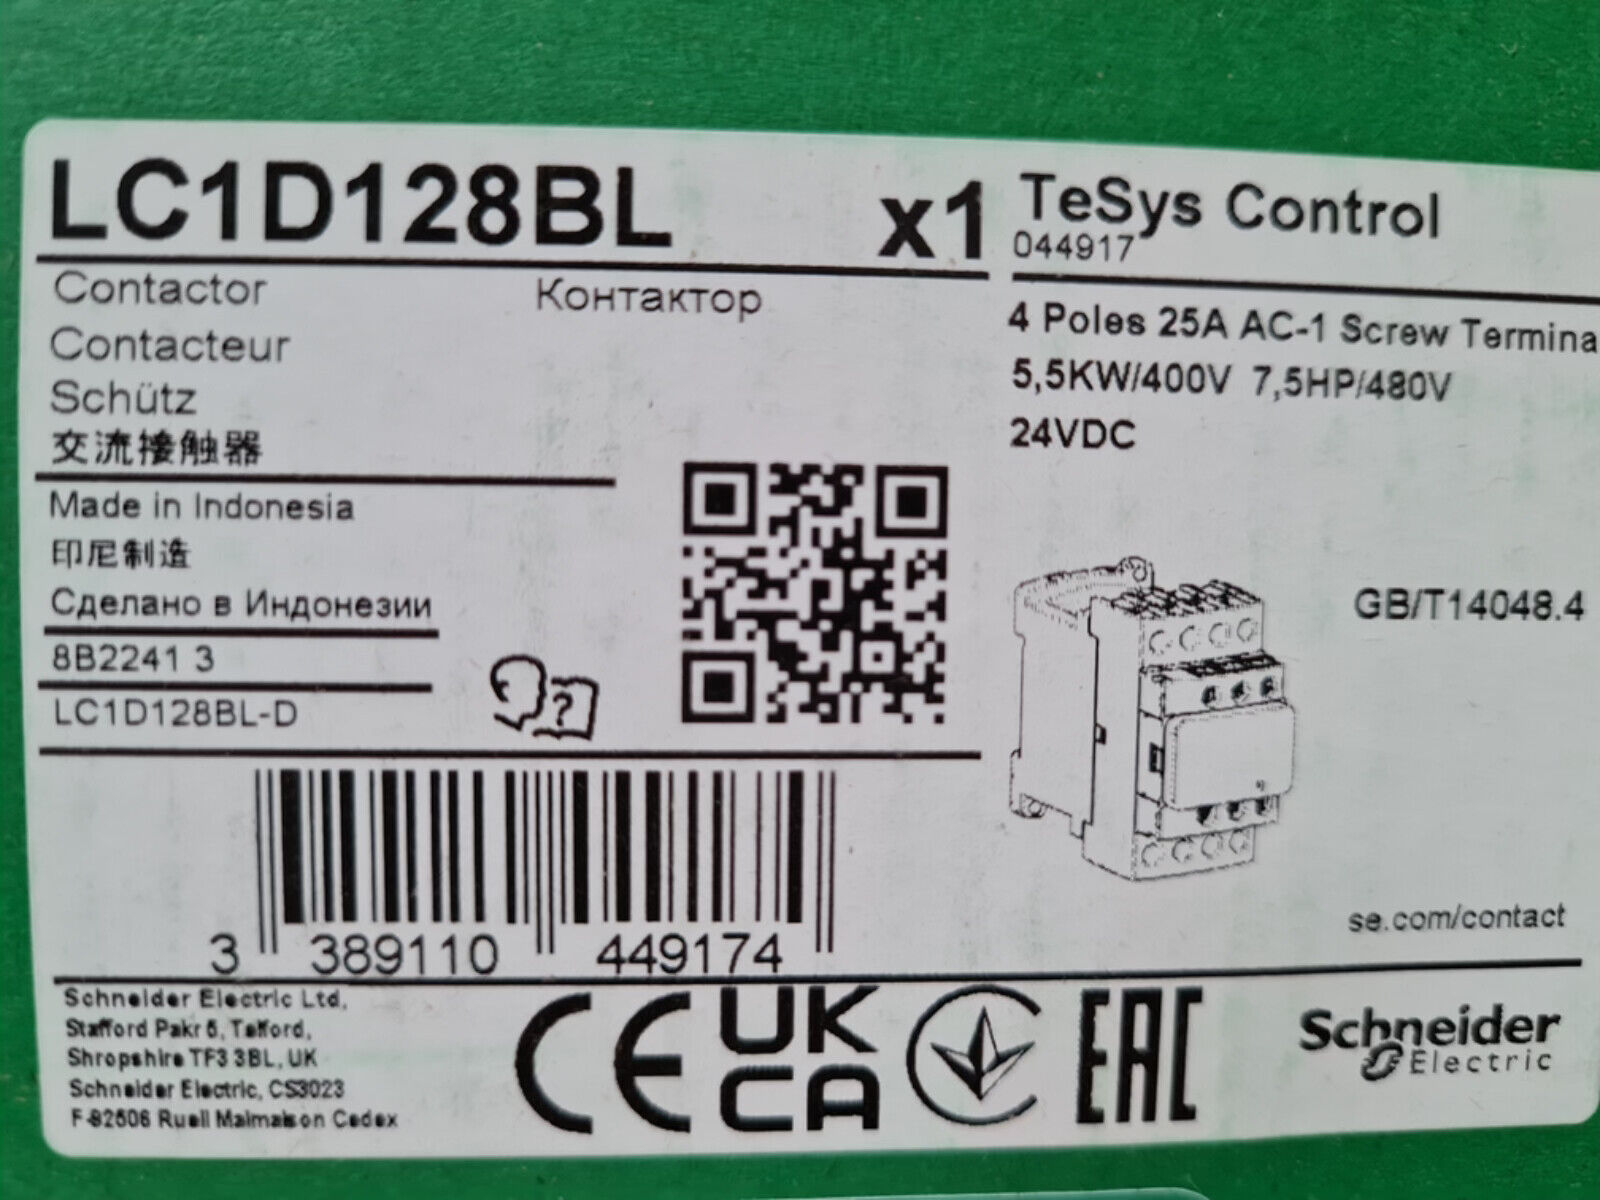 LC1D128BL x1
TeSys Control
044917
Contactor
Контактор
Contacteur
Schütz
交流接触器
4 Poles 25A AC-1 Screw Termina
5,5KW/400V 7,5HP/480V
24VDC
Made in Indonesia
印尼制造
Сделано в Индонезии
8B2241 3
LC1D128BL-D
?
GB/T14048.4
se.com/contact
3 389110 449174
Schneider Electric Ltd,
Stafford Pakr 5, Telford,
Shropshire TF3 3BL, UK
Schneider Electric, CS3023
F-92506 Rueil Malmaison Cedex
CE
UK
CA
EAC
Schneider
Electric